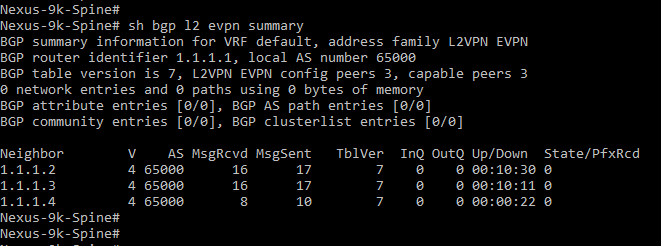 Nexus-9k-Spine#
Nexus-9k-Spine# sh bgp l2 evpn summary
BGP summary information for VRF default, address family L2VPN EVPN
BGP router identifier 1.1.1.1, local AS number 65000
BGP table version is 7, L2VPN EVPN config peers 3, capable peers 3
0 network entries and 0 paths using 0 bytes of memory
BGP attribute entries [0/0], BGP AS path entries [0/0]
BGP community entries [0/0], BGP clusterlist entries [0/0]
Neighbor V AS MsgRcvd MsgSent TblVer InQ OutQ Up/Down State/PfxRcd
1.1.1.2 4 65000 16 17 7 0 0 00:10:30 0
1.1.1.3 4 65000 16 17 7 0 0 00:10:11 0
1.1.1.4 4 65000 8 10 7 0 0 00:00:22 0
Nexus-9k-Spine#
Nexus-9k-Spine#